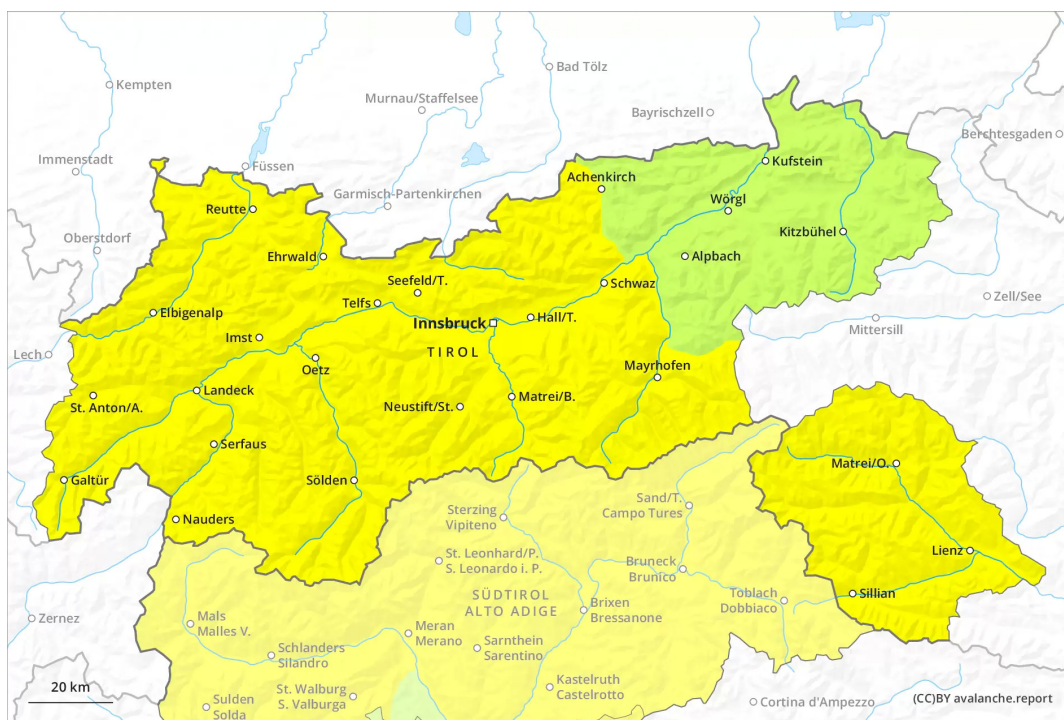 Bad Tölz
Kempten
Murnau/Staffelsee
Bayrischzell
Berchtesgaden
Immenstadt
Füssen
Kufstein
Achenkirch
Garmisch-Partenkirchen
Wörgl
Reutte
Kitzbühel
Oberstdorf
Ehrwald
Alpbach
Seefeld/T.
Schwaz
Zell/See
Telfs
Elbigenalp
Hall/T.
Innsbruck
Mittersill
Imst
TIROL
Lech
Oetz
Mayrhofen
Landeck
St. Anton/A.
Matrei/B.
Neustift/St.
Serfaus
Matrei/O.
Galtür
Sölden
Sand/T.
Campo Tures
Sterzing
Vipiteno
Nauders
Lienz
St. Leonhard/P.
S. Leonardo i. P.
Bruneck
Brunico
Sillian
SÜDTIROL
ALTO ADIGE
Toblach
Dobbiaco
Brixen
Bressanone
Zernez
Mals
Malles V.
Meran
Merano
Sarnthein
Sarentino
Schlanders
Silandro
Kastelruth
Castelrotto
20 km
St. Walburg
S. Valburga
Sulden
Solda
Cortina d'Ampezzo
(CC)BY avalanche.report